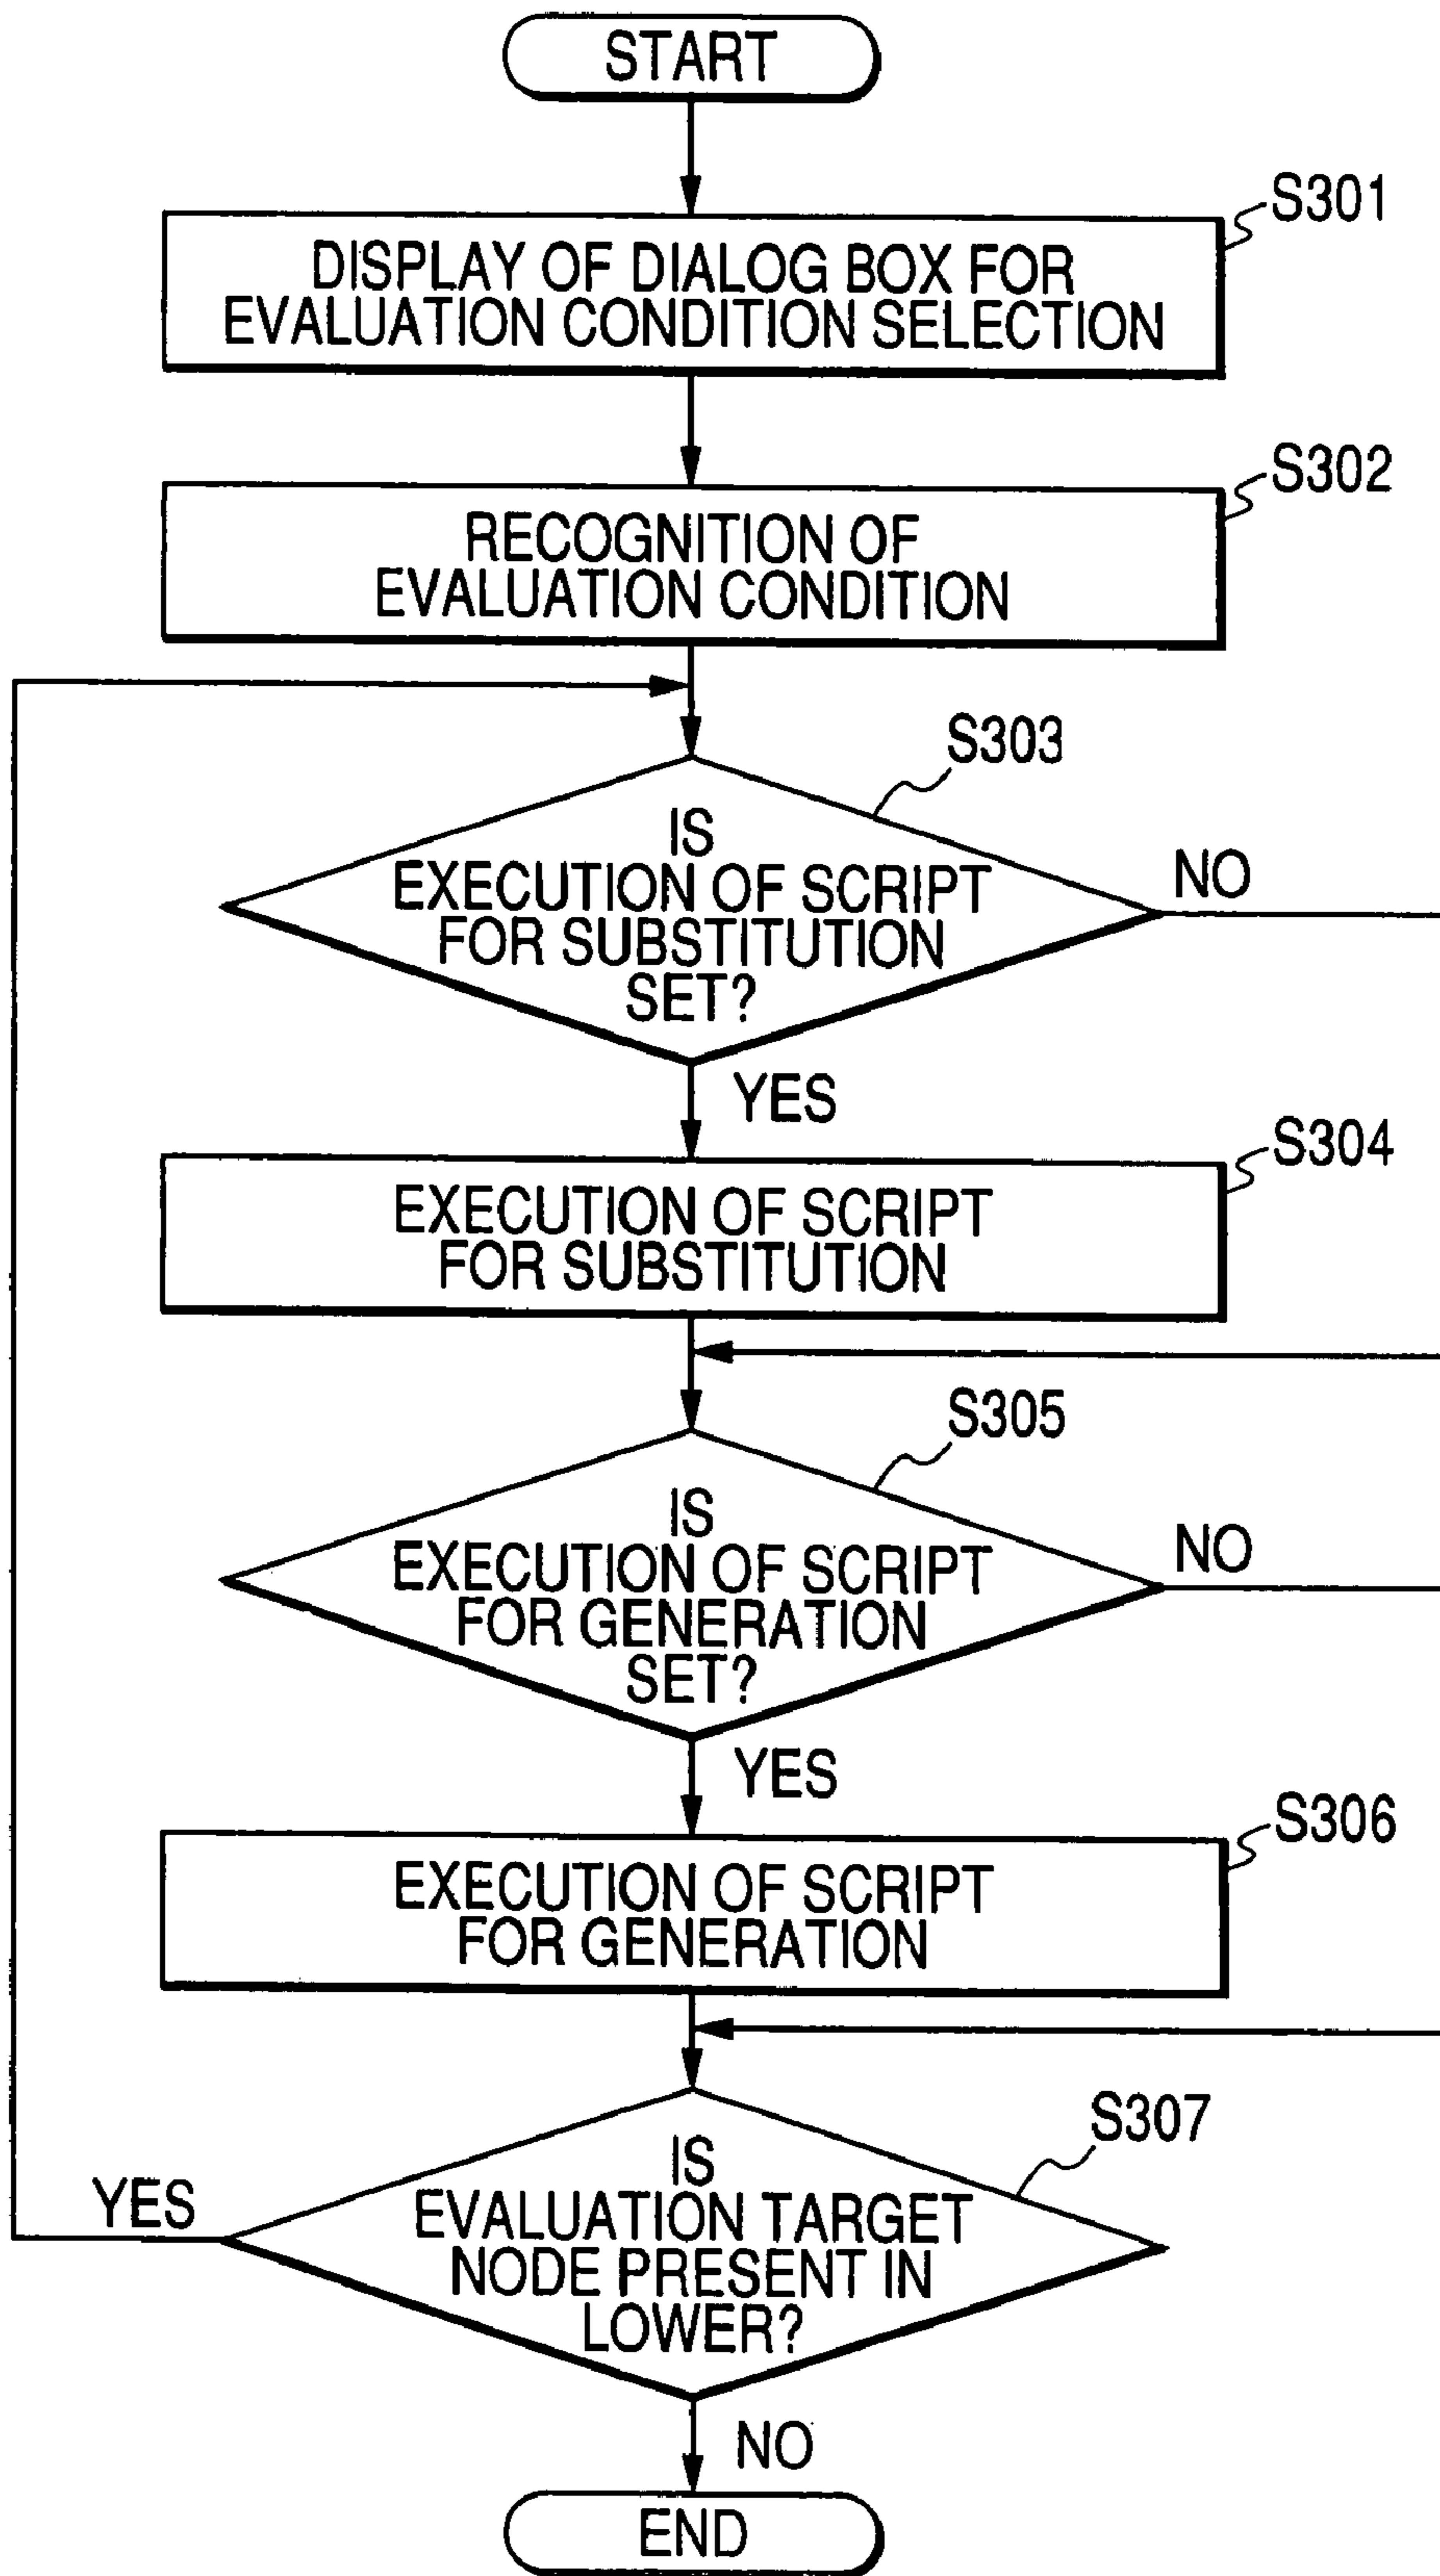 START
S301
DISPLAY OF DIALOG BOX FOR
EVALUATION CONDITION SELECTION
S302
RECOGNITION OF
EVALUATION CONDITION
S303
IS
EXECUTION OF SCRIPT
FOR SUBSTITUTION
SET?
NO
YES
S304
EXECUTION OF SCRIPT
FOR SUBSTITUTION
S305
IS
EXECUTION OF SCRIPT
FOR GENERATION
SET?
NO
YES
S306
EXECUTION OF SCRIPT
FOR GENERATION
S307
IS
EVALUATION TARGET
NODE PRESENT IN
LOWER?
YES
NO
END